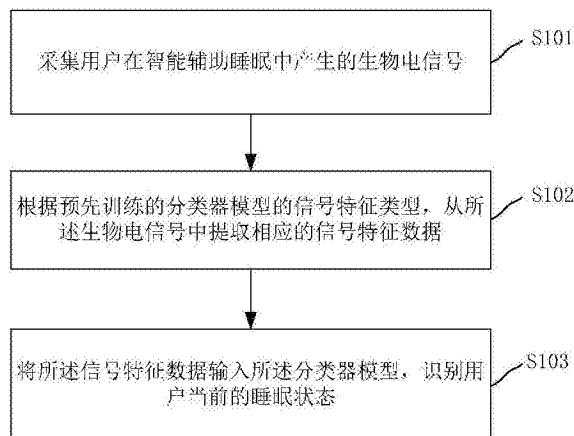 S101
采集用户在智能辅助睡眠中产生的生物电信号
S102
根据预先训练的分类器模型的信号特征类型，从所
述生物电信号中提取相应的信号特征数据
S103
将所述信号特征数据输入所述分类器模型，识别用
户当前的睡眠状态